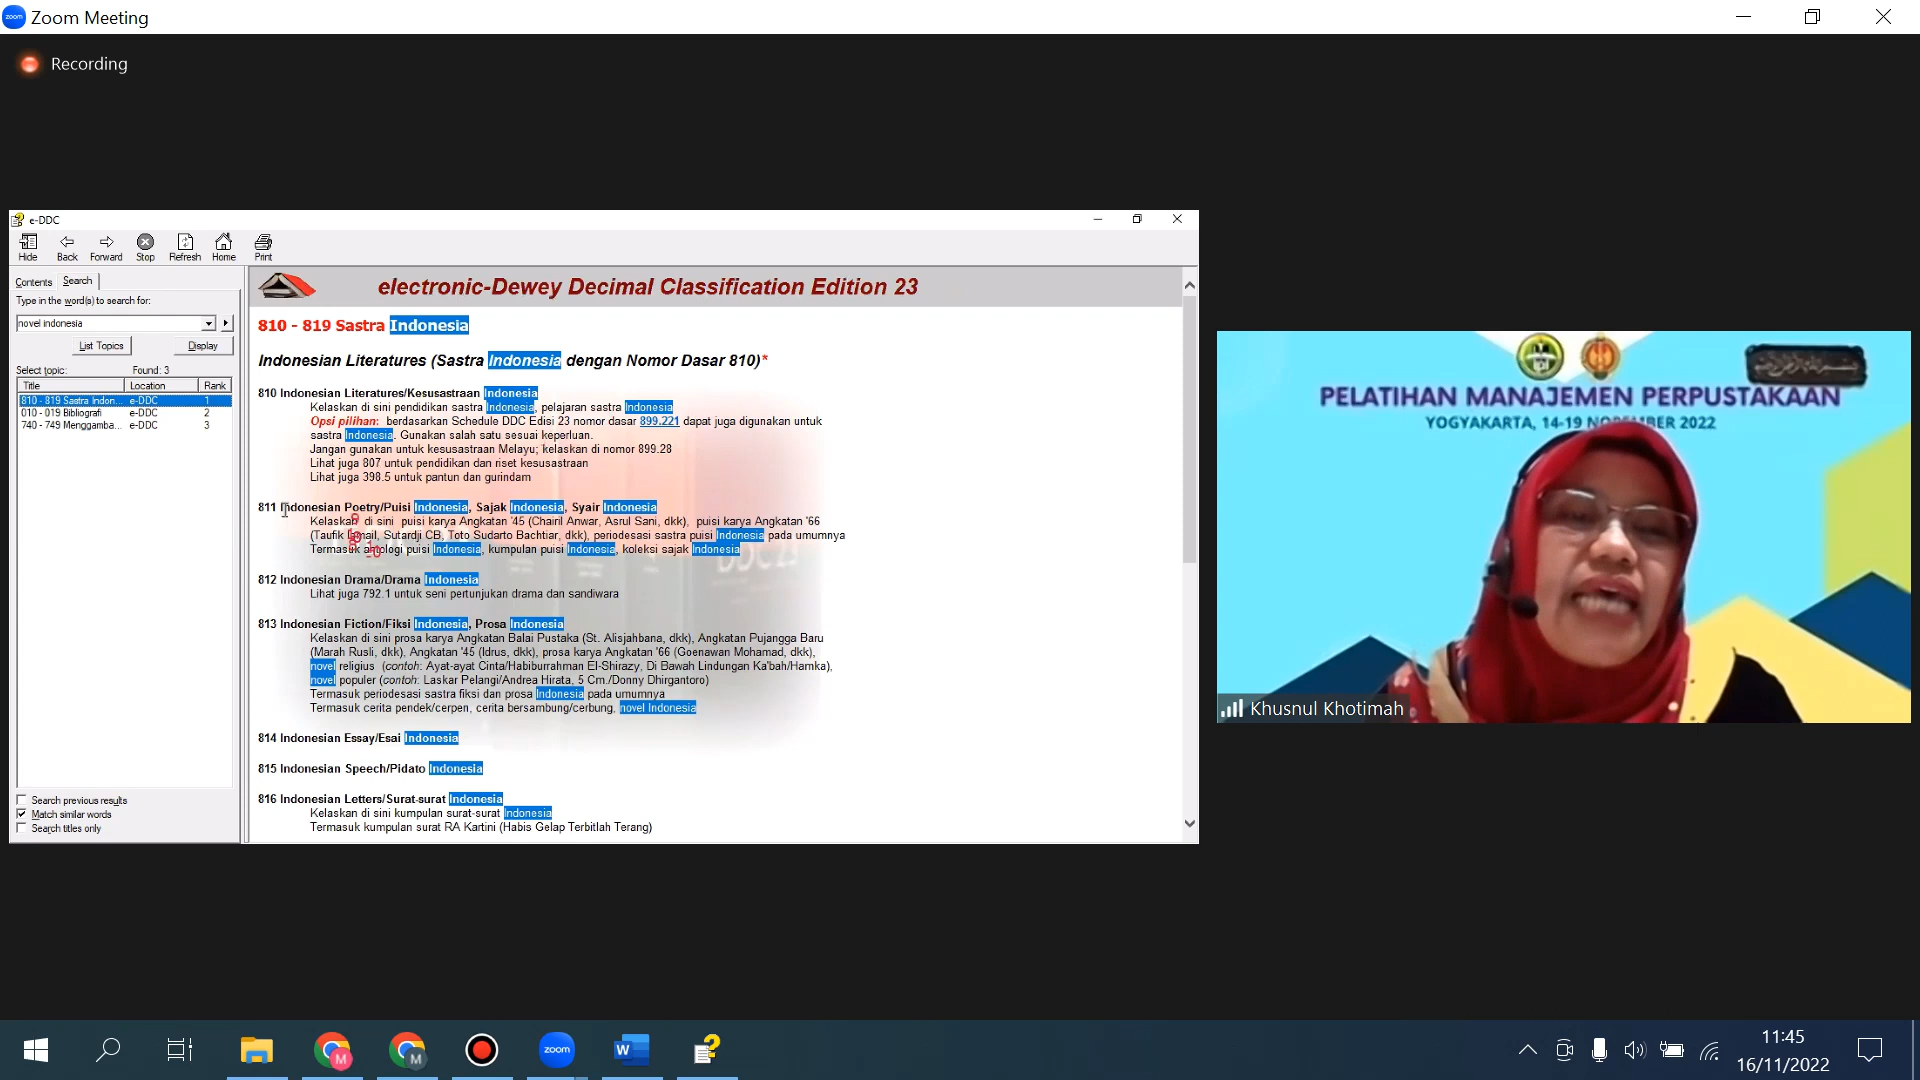 Zoom Meeting
Recording
e-DDC
Hide Back Forward Stop Refresh Home Print
Contents Search
Type in the word(s) to search for:
novel indonesia
List Topics Display
Select topic: Found: 3
Title Location Rank
810 - 819 Sastra Indon... e-DDC 1
010 - 019 Bibliografi e-DDC 2
740 - 749 Menggamba... e-DDC 3
Search previous results
Match similar words
Search titles only
electronic-Dewey Decimal Classification Edition 23
810 - 819 Sastra Indonesia
Indonesian Literatures (Sastra Indonesia dengan Nomor Dasar 810)*
810 Indonesian Literatures/Kesusastraan Indonesia
Kelaskan di sini pendidikan sastra Indonesia, pelajaran sastra Indonesia
Opsi pilihan: berdasarkan Schedule DDC Edisi 23 nomor dasar 899.221 dapat juga digunakan untuk
sastra Indonesia. Gunakan salah satu sesuai keperluan.
Jangan gunakan untuk kesusastraan Melayu; kelaskan di nomor 899.28
Lihat juga 807 untuk pendidikan dan riset kesusastraan
Lihat juga 398.5 untuk pantun dan gurindam
811 Indonesian Poetry/Puisi Indonesia, Sajak Indonesia, Syair Indonesia
Kelaskan di sini puisi karya Angkatan '45 (Chairil Anwar, Asrul Sani, dkk), puisi karya Angkatan '66
(Taufik Ismail, Sutardji CB, Toto Sudarto Bachtiar, dkk), periodesasi sastra puisi Indonesia pada umumnya
Termasuk antologi puisi Indonesia, kumpulan puisi Indonesia, koleksi sajak Indonesia
812 Indonesian Drama/Drama Indonesia
Lihat juga 792.1 untuk seni pertunjukan drama dan sandiwara
813 Indonesian Fiction/Fiksi Indonesia, Prosa Indonesia
Kelaskan di sini prosa karya Angkatan Balai Pustaka (St. Alisjahbana, dkk), Angkatan Pujangga Baru
(Marah Rusli, dkk), Angkatan '45 (Idrus, dkk), prosa karya Angkatan '66 (Goenawan Mohamad, dkk),
novel religius (contoh: Ayat-ayat Cinta/Habiburrahman El-Shirazy, Di Bawah Lindungan Ka'bah/Hamka),
novel populer (contoh: Laskar Pelangi/Andrea Hirata, 5 Cm./Donny Dhirgantoro)
Termasuk periodesasi sastra fiksi dan prosa Indonesia pada umumnya
Termasuk cerita pendek/cerpen, cerita bersambung/cerbung, novel Indonesia
814 Indonesian Essay/Esai Indonesia
815 Indonesian Speech/Pidato Indonesia
816 Indonesian Letters/Surat-surat Indonesia
Kelaskan di sini kumpulan surat-surat Indonesia
Termasuk kumpulan surat RA Kartini (Habis Gelap Terbitlah Terang)
PELATIHAN MANAJEMEN PERPUSTAKAAN
YOGYAKARTA, 14-19 NOVEMBER 2022
Khusnul Khotimah
zoom
11:45
16/11/2022